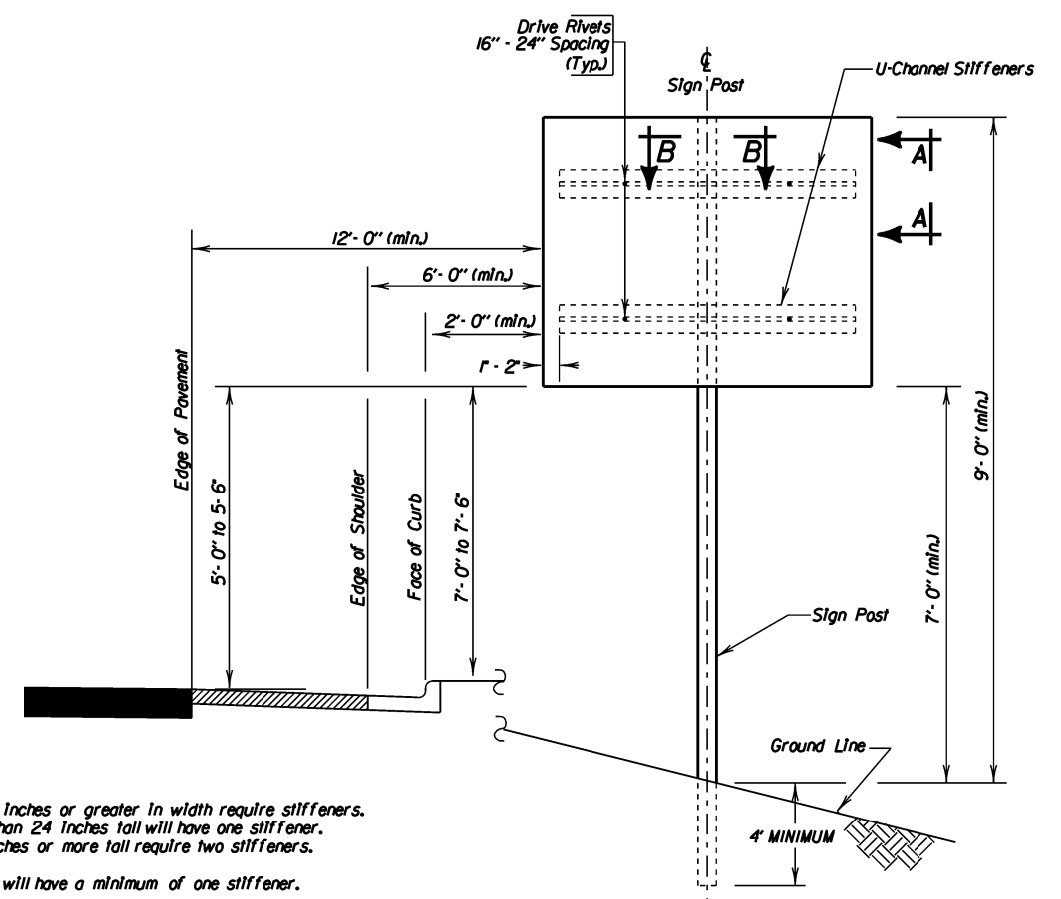 Drive Rivets
16" - 24" Spacing
(Typ.)
℄
Sign Post
U-Channel Stiffeners
B B
A
A
12'- 0" (min.)
6'- 0" (min.)
2'- 0" (min.)
1" - 2"
Edge of Pavement
5'- 0" to 5- 6"
Edge of Shoulder
Face of Curb
7'- 0" to 7'- 6"
9'- 0" (min.)
7'- 0" (min.)
Sign Post
Ground Line
4' MINIMUM
inches or greater in width require stiffeners.
han 24 inches tall will have one stiffener.
ches or more tall require two stiffeners.
will have a minimum of one stiffener.